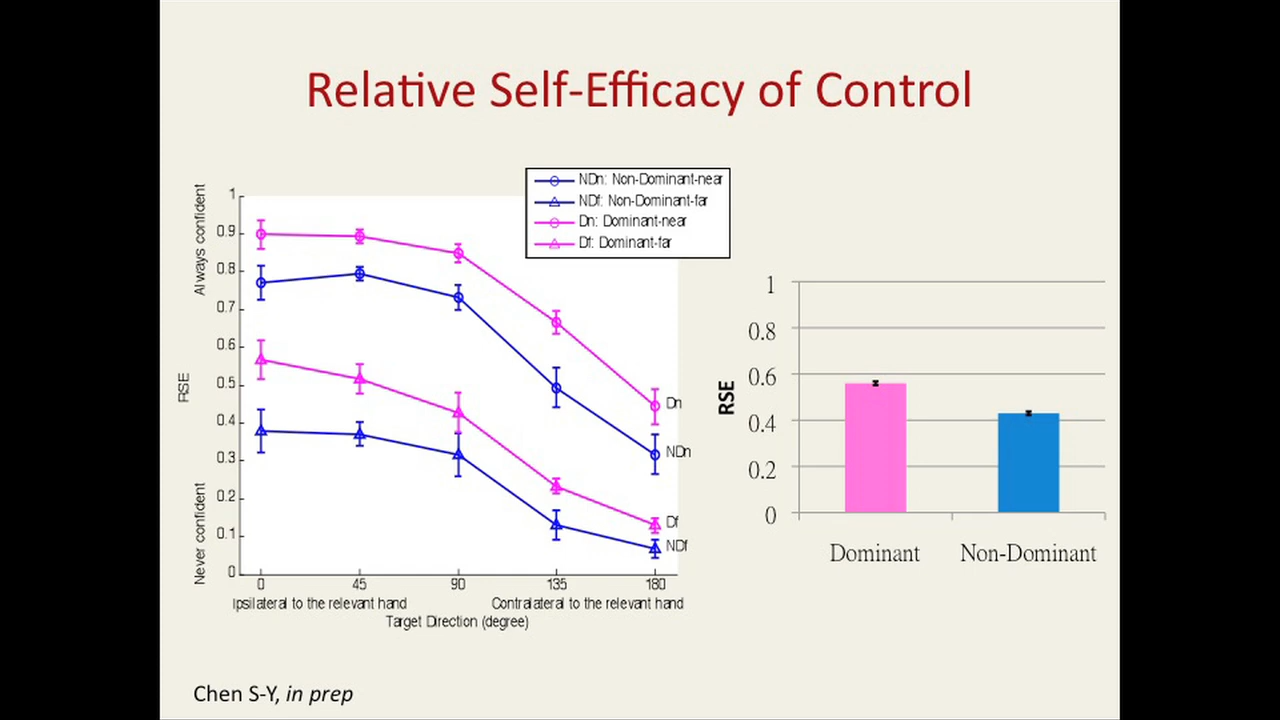 Relative Self-Efficacy of Control
NDn: Non-Dominant-near
NDf: Non-Dominant-far
Dn: Dominant-near
Df: Dominant-far
Always confident
Never confident
RSE
1
0.9
0.8
0.7
0.6
0.5
0.4
0.3
0.2
0.1
0
Dn
NDn
Df
NDf
0 45 90 135 180
Ipsilateral to the relevant hand Contralateral to the relevant hand
Target Direction (degree)
RSE
1
0.8
0.6
0.4
0.2
0
Dominant Non-Dominant
Chen S-Y, in prep